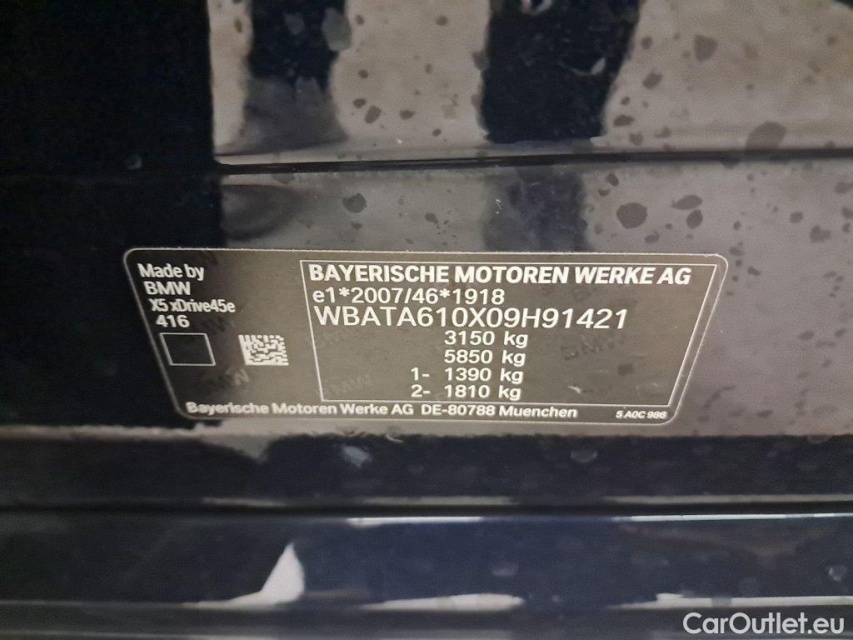 Made by
BMW
X5 xDrive45e
416
BAYERISCHE MOTOREN WERKE AG
e1*2007/46*1918
WBATA610X09H91421
3150 kg
5850 kg
1- 1390 kg
2- 1810 kg
Bayerische Motoren Werke AG DE-80788 Muenchen
5 A0C 986
CarOutlet.eu